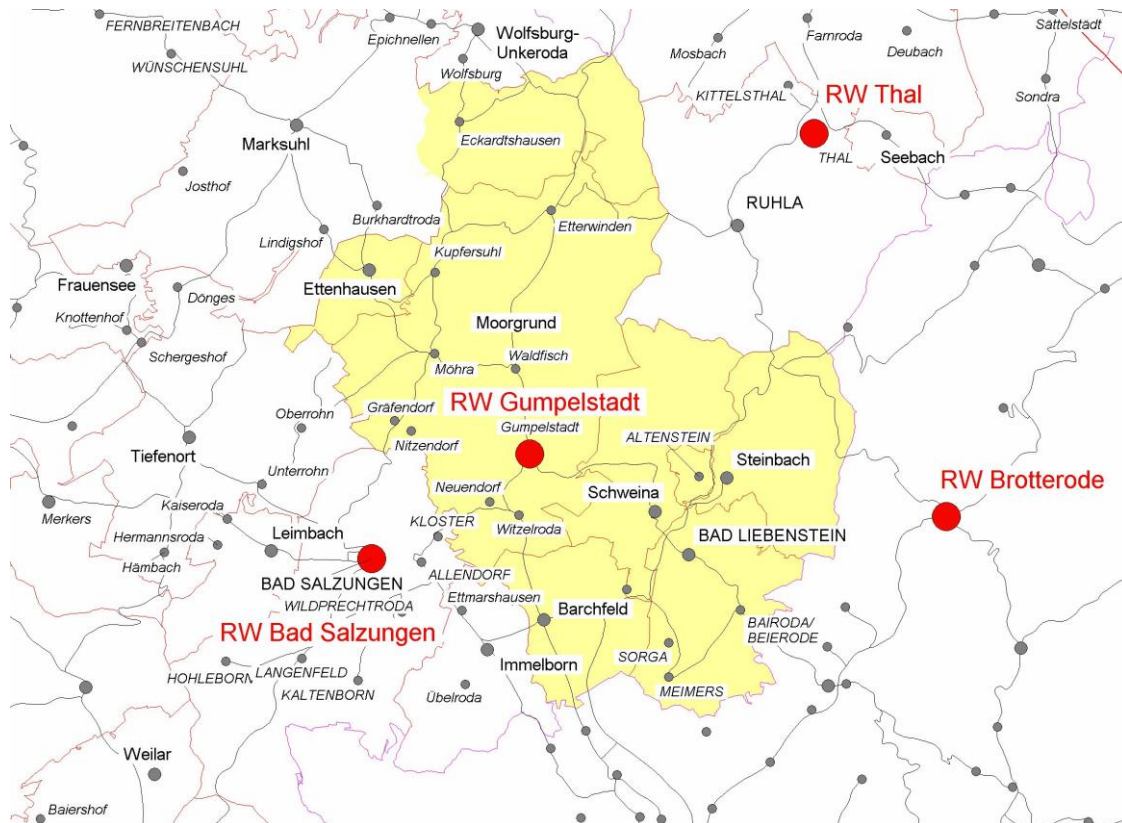 FERNBREITENBACH
Epichnellen
Wolfsburg-
Unkeroda
Farnroda
Sättelstädt
Mosbach
Deubach
WÜNSCHENSUHL
Wolfsburg
KITTELSTHAL
RW Thal
Sondra
Eckardtshausen
Marksuhl
THAL
Seebach
Josthof
RUHLA
Burkhardtroda
Etterwinden
Lindigshof
Kupfersuhl
Frauensee
Ettenhausen
Dönges
Knottenhof
Moorgrund
Schergeshof
Möhra
Waldfisch
RW Gumpelstadt
Oberrohn
Gräfendorf
Gumpelstadt
Nitzendorf
ALTENSTEIN
Tiefenort
Steinbach
Unterrohn
RW Brotterode
Neuendorf
Schweina
Kaiseroda
Merkers
KLOSTER
Witzelroda
Leimbach
Hermannsroda
BAD LIEBENSTEIN
Hämbach
ALLENDORF
BAD SALZUNGEN
Ettmarshausen
WILDPRECHTRODA
Barchfeld
BAIRODA/
BEIERODE
RW Bad Salzungen
SORGA
Immelborn
LANGENFELD
HOHLEBORN
KALTENBORN
Übelroda
MEIMERS
Weilar
Baiershof